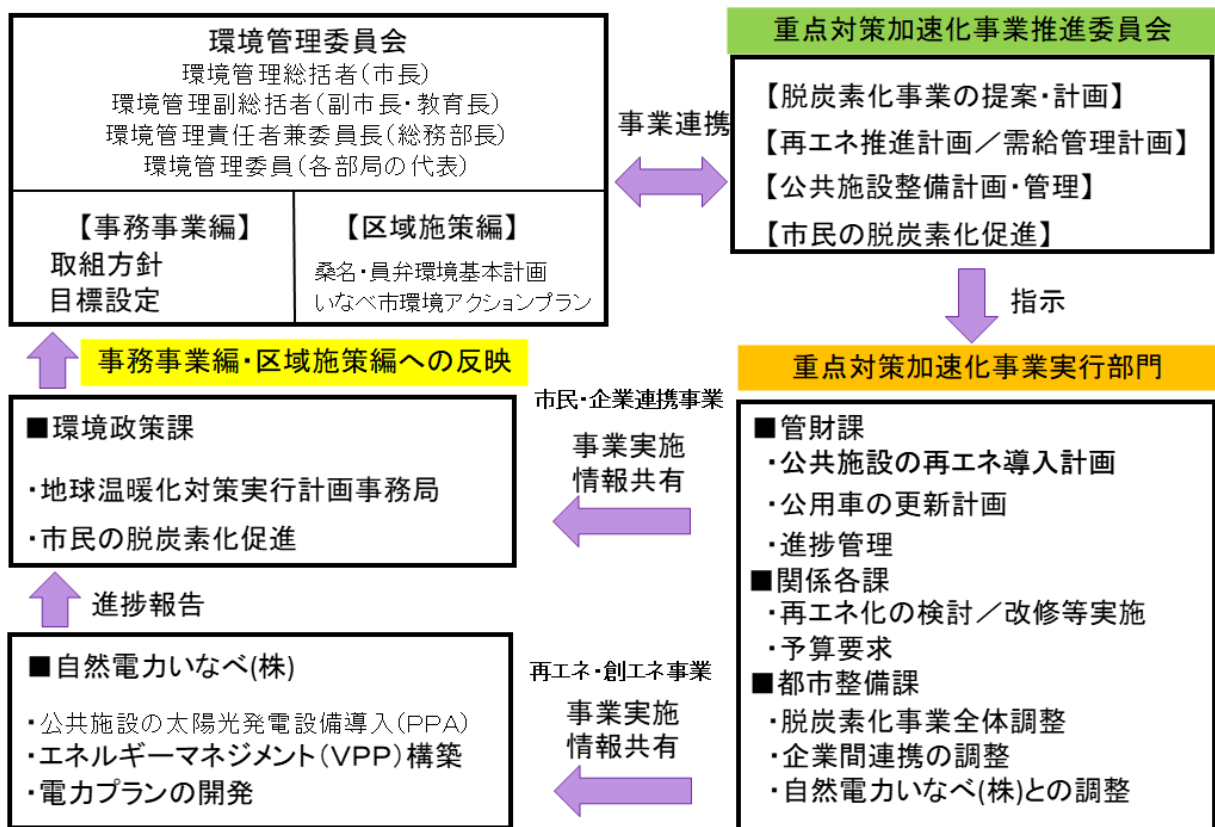 環境管理委員会
環境管理総括者(市長)
環境管理副総括者(副市長・教育長)
環境管理責任者兼委員長(総務部長)
環境管理委員(各部局の代表)
【事務事業編】
取組方針
目標設定
【区域施策編】
桑名・員弁環境基本計画
いなべ市環境アクションプラン
事業連携
重点対策加速化事業推進委員会
【脱炭素化事業の提案・計画】
【再エネ推進計画／需給管理計画】
【公共施設整備計画・管理】
【市民の脱炭素化促進】
指示
重点対策加速化事業実行部門
■管財課
・公共施設の再エネ導入計画
・公用車の更新計画
・進捗管理
■関係各課
・再エネ化の検討／改修等実施
・予算要求
■都市整備課
・脱炭素化事業全体調整
・企業間連携の調整
・自然電力いなべ(株)との調整
市民・企業連携事業
事業実施
情報共有
再エネ・創エネ事業
事業実施
情報共有
事務事業編・区域施策編への反映
■環境政策課
・地球温暖化対策実行計画事務局
・市民の脱炭素化促進
進捗報告
■自然電力いなべ(株)
・公共施設の太陽光発電設備導入(PPA)
・エネルギーマネジメント(VPP)構築
・電力プランの開発